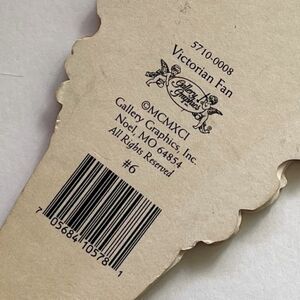 5710-0008
Victorian Fan
Gallery
Graphics
©MCMXCI
Gallery Graphics, Inc.
Noel, MO 64854
All Rights Reserved
#6
7 05684 10578 1